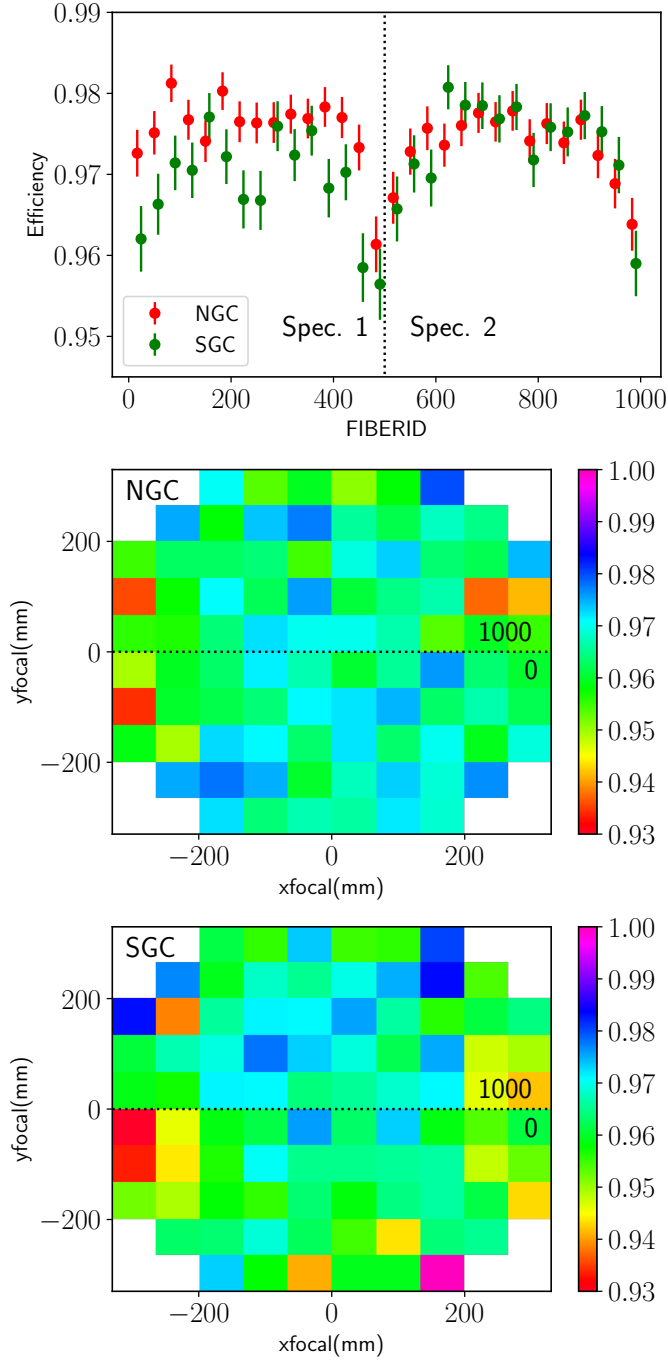 0.99
0.98
0.97
0.96
0.95
Efficiency
NGC
SGC
Spec. 1
Spec. 2
0 200 400 600 800 1000
FIBERID
NGC
200
0
−200
yfocal(mm)
1000
0
−200 0 200
xfocal(mm)
1.00
0.99
0.98
0.97
0.96
0.95
0.94
0.93
SGC
200
0
−200
yfocal(mm)
1000
0
−200 0 200
xfocal(mm)
1.00
0.99
0.98
0.97
0.96
0.95
0.94
0.93